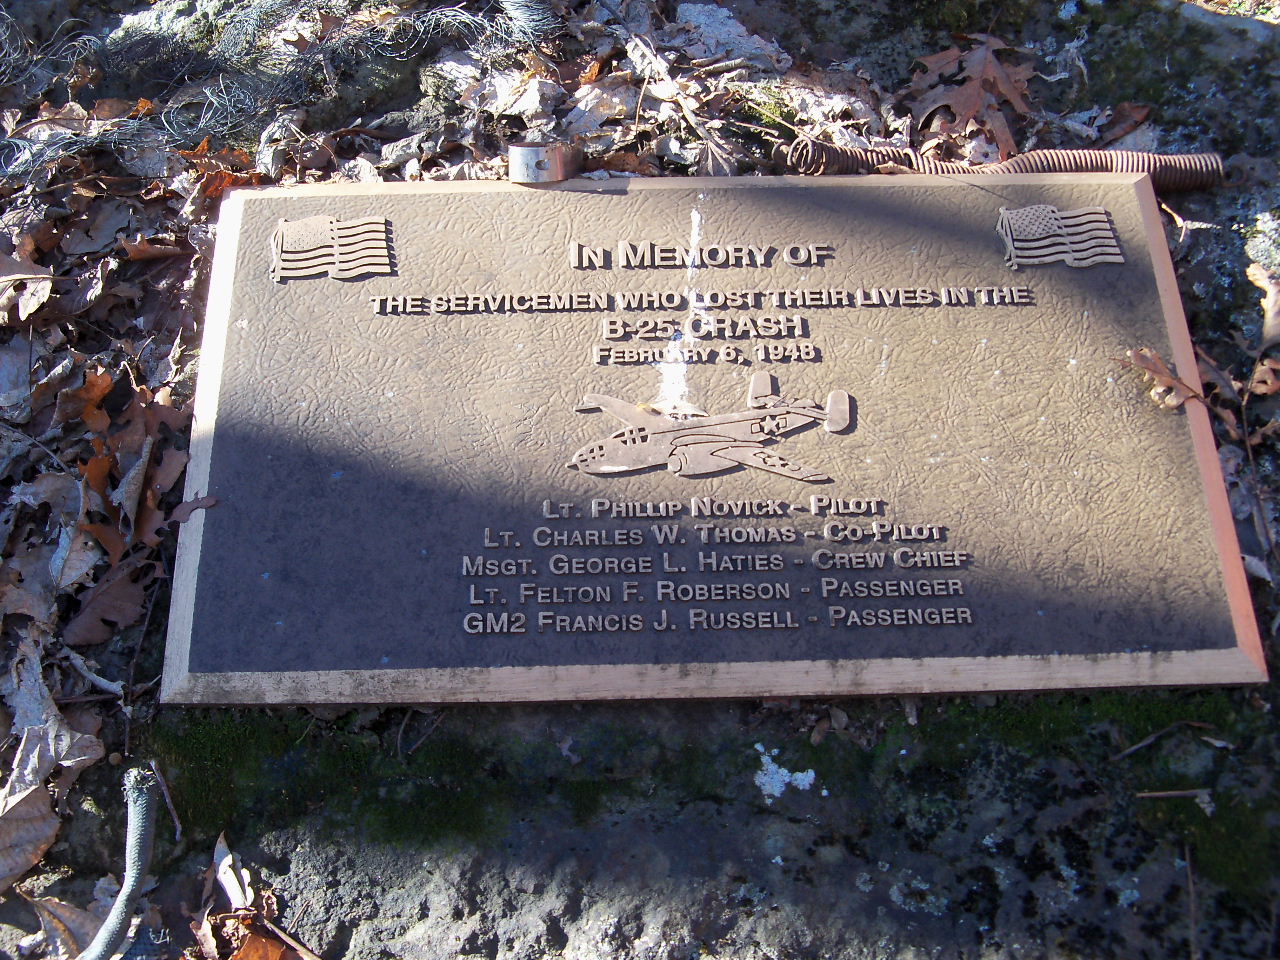 IN MEMORY OF
THE SERVICEMEN WHO LOST THEIR LIVES IN THE
B-25 CRASH
FEBRUARY 6, 1948
LT. PHILLIP NOVICK - PILOT
LT. CHARLES W. THOMAS - CO-PILOT
MSGT. GEORGE L. HATIES - CREW CHIEF
LT. FELTON F. ROBERSON - PASSENGER
GM2 FRANCIS J. RUSSELL - PASSENGER